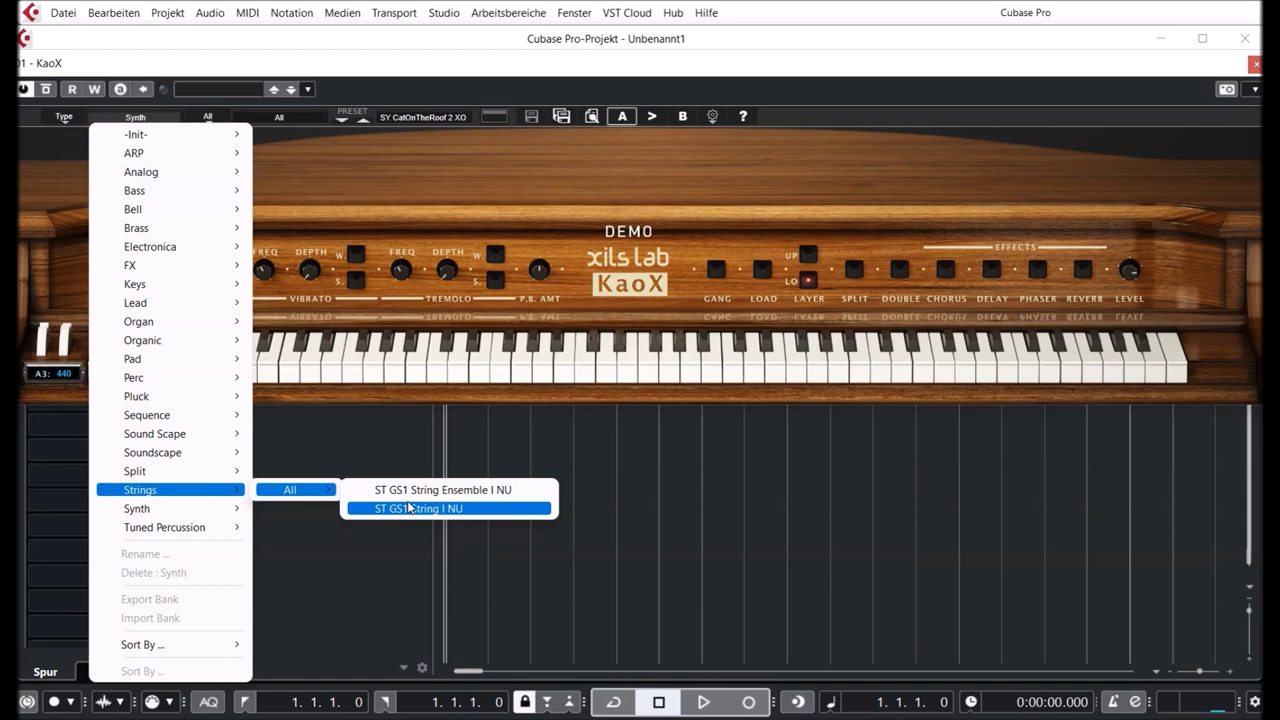 Datei Bearbeiten Projekt Audio MIDI Notation Medien Transport Studio Arbeitsbereiche Fenster VST Cloud Hub Hilfe Cubase Pro
Cubase Pro-Projekt - Unbenannt1
01 - KaoX
R W a
Type Synth All All PRESET SY CatOnTheRoof 2 XO A > B ?
-Init-
ARP
Analog
Bass
Bell
Brass
Electronica
FX
Keys
Lead
Organ
Organic
Pad
Perc
Pluck
Sequence
Sound Scape
Soundscape
Split
Strings
Synth
Tuned Percussion
Rename ...
Delete : Synth
Export Bank
Import Bank
Sort By ...
Sort By ...
All
ST GS1 String Ensemble I NU
ST GS1 String I NU
DEMO
xils lab
KaoX
FREQ DEPTH W. FREQ DEPTH W. UP EFFECTS
S. S. LO
VIBRATO TREMOLO P.B. AMT GANG LOAD LAYER SPLIT DOUBLE CHORUS DELAY PHASER REVERB LEVEL
A3: 440
Spur
AQ 1. 1. 1. 0 1. 1. 1. 0 1. 1. 1. 0 0:00:00.000